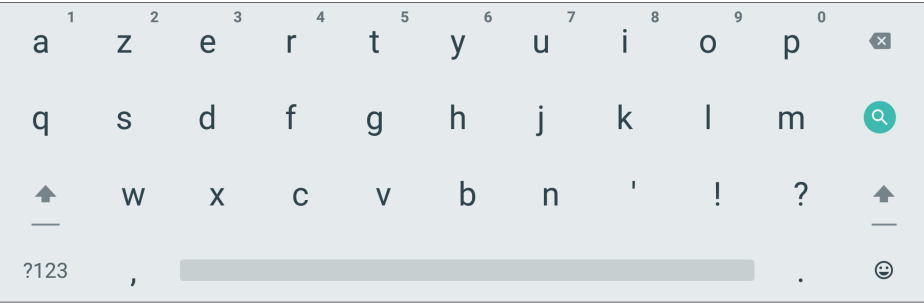 1 2 3 4 5 6 7 8 9 0
a z e r t y u i o p
q s d f g h j k l m
w x c v b n ' ! ?
?123 , .